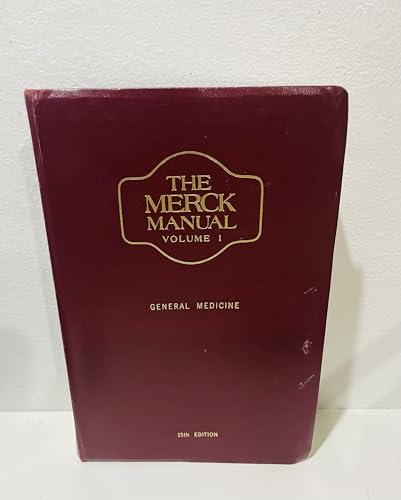 THE
MERCK
MANUAL
VOLUME I
GENERAL MEDICINE
15th EDITION